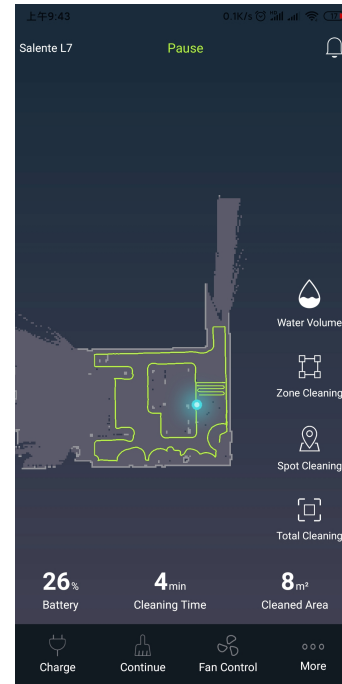 上午9:43 0.1K/s
Salente L7 Pause
Water Volume
Zone Cleaning
Spot Cleaning
Total Cleaning
26% 4min 8m²
Battery Cleaning Time Cleaned Area
Charge Continue Fan Control More